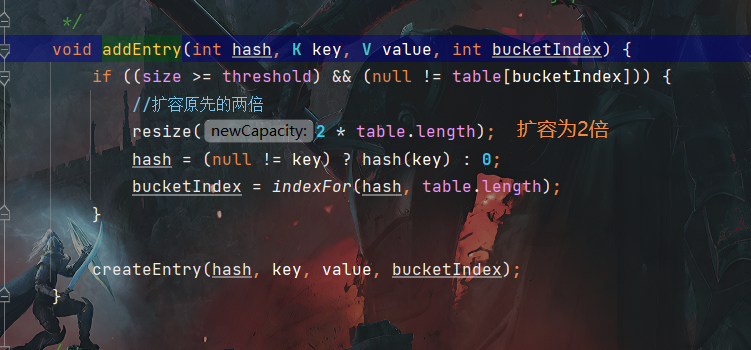 */
void addEntry(int hash, K key, V value, int bucketIndex) {
if ((size >= threshold) && (null != table[bucketIndex])) {
//扩容原先的两倍
resize( newCapacity: 2 * table.length); 扩容为2倍
hash = (null != key) ? hash(key) : 0;
bucketIndex = indexFor(hash, table.length);
}
createEntry(hash, key, value, bucketIndex);
}